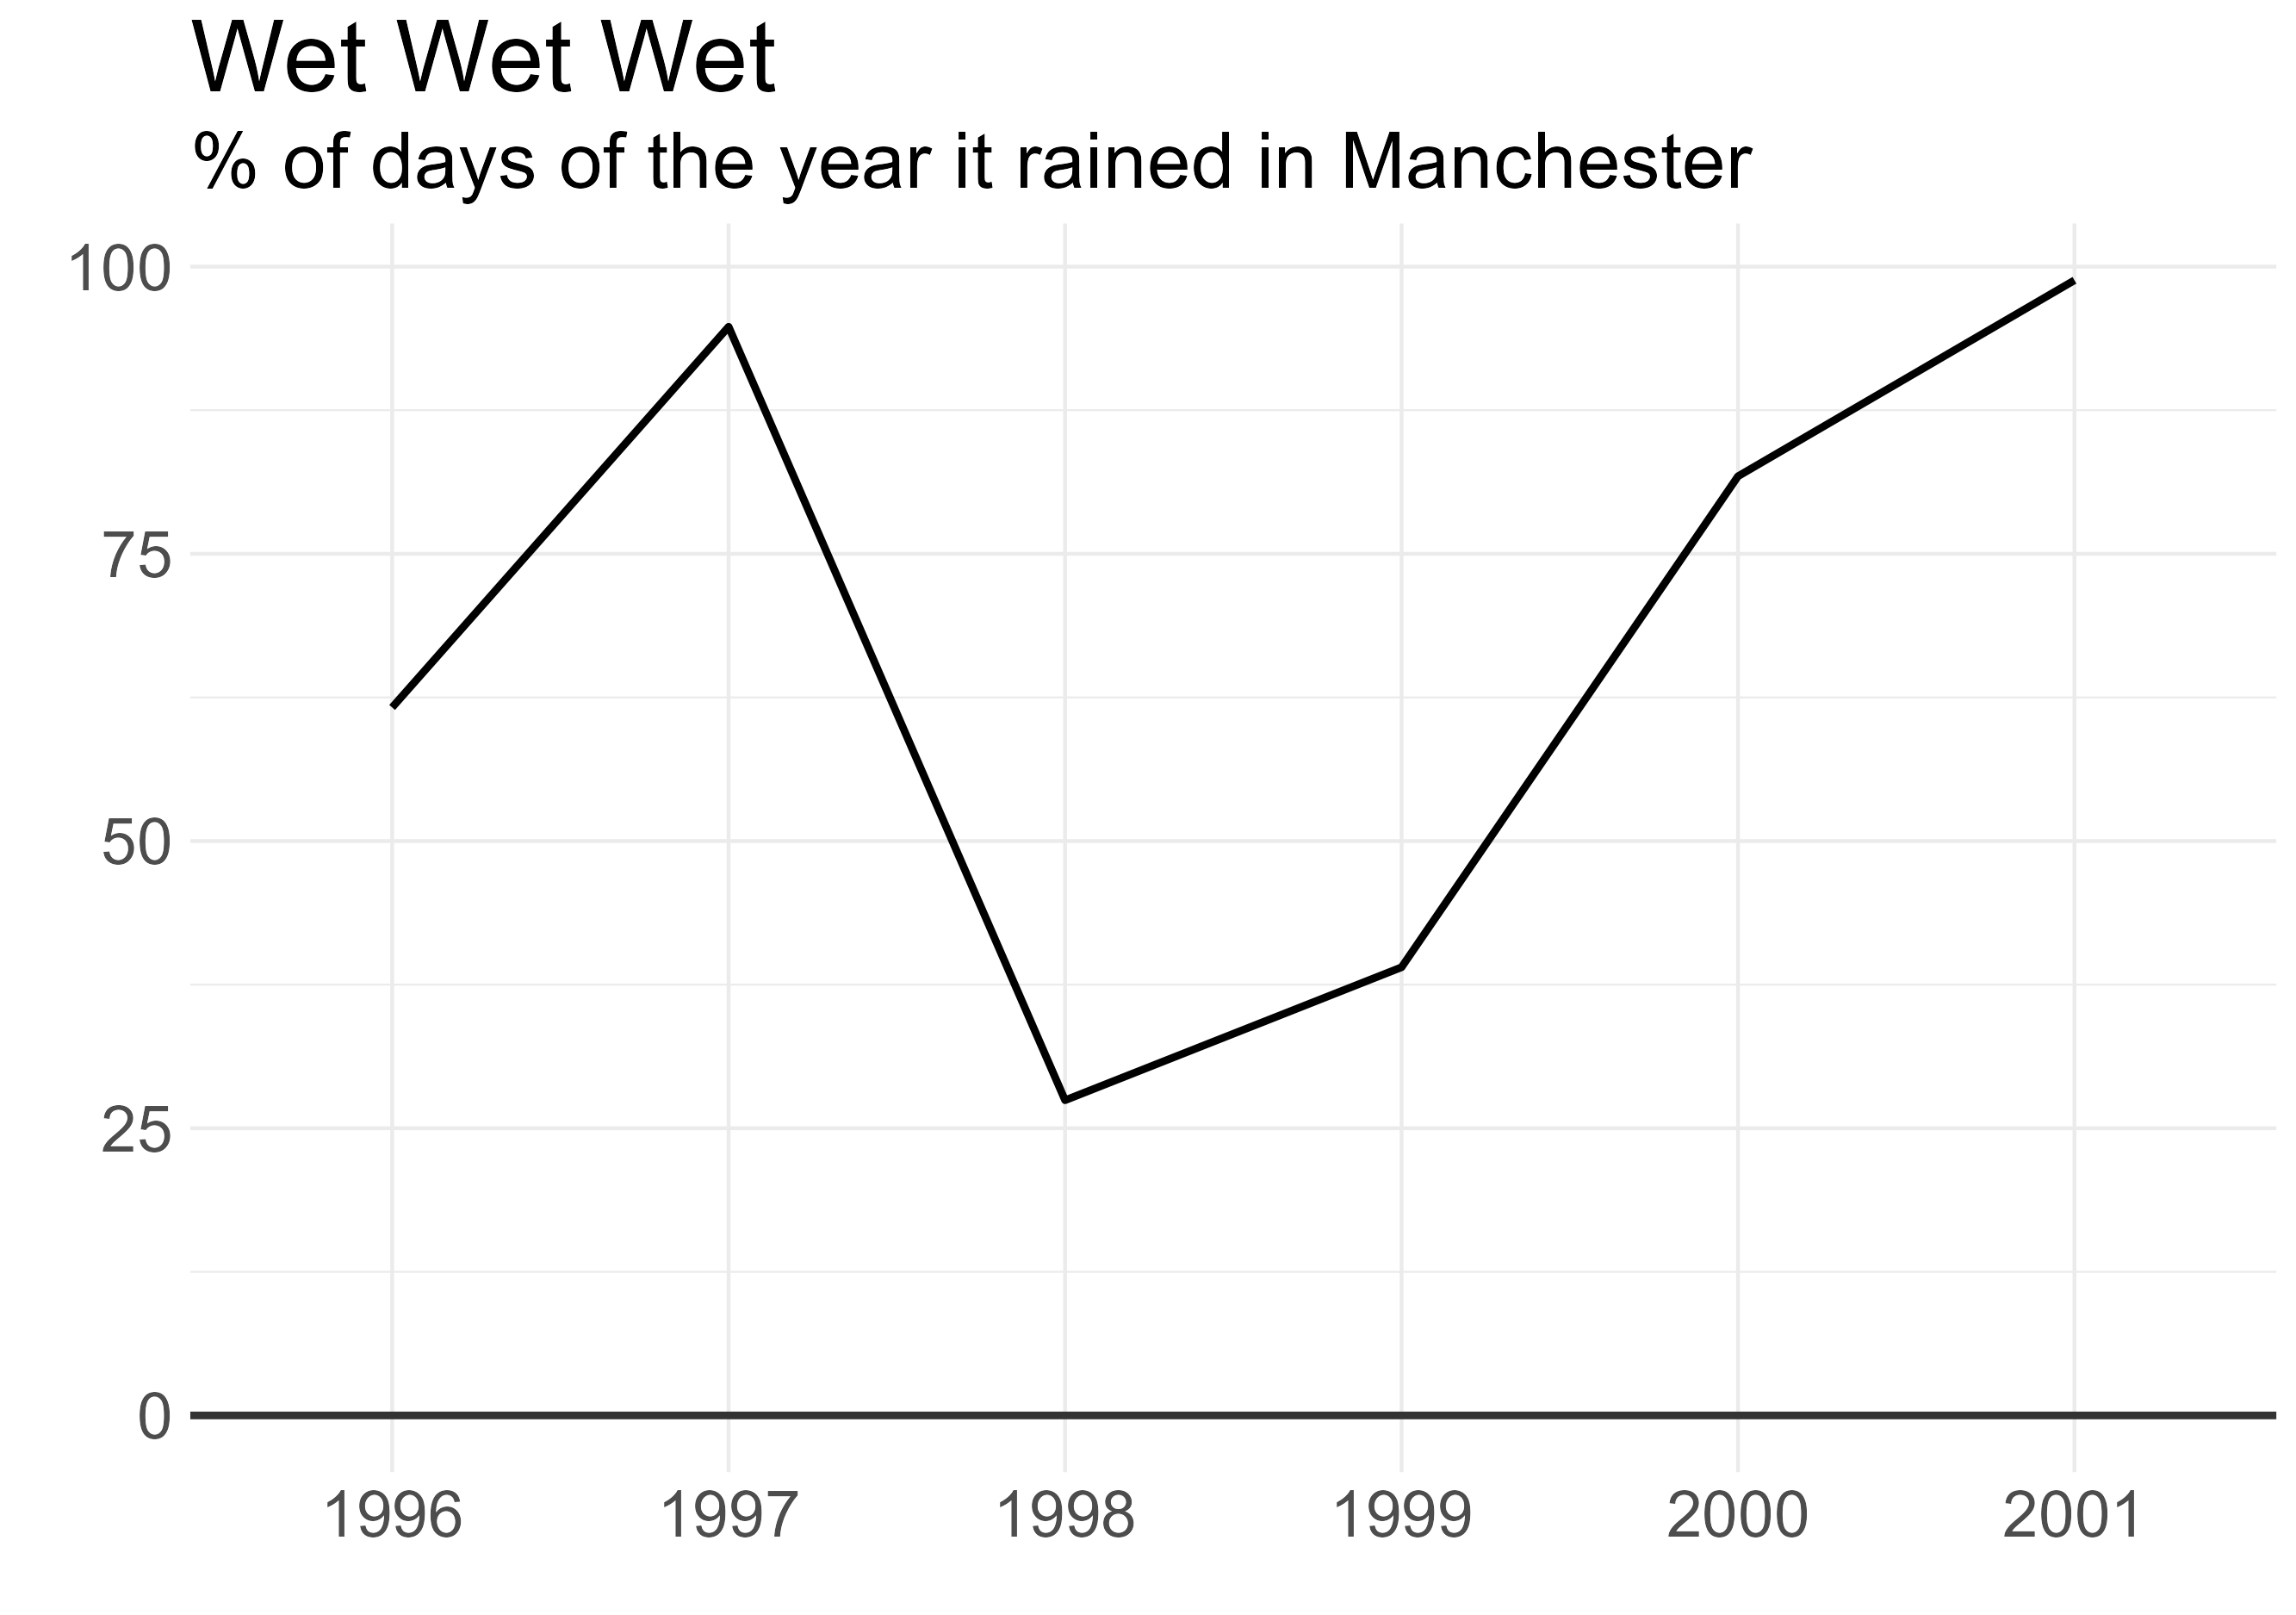 Wet Wet Wet
% of days of the year it rained in Manchester
100
75
50
25
0
1996 1997 1998 1999 2000 2001